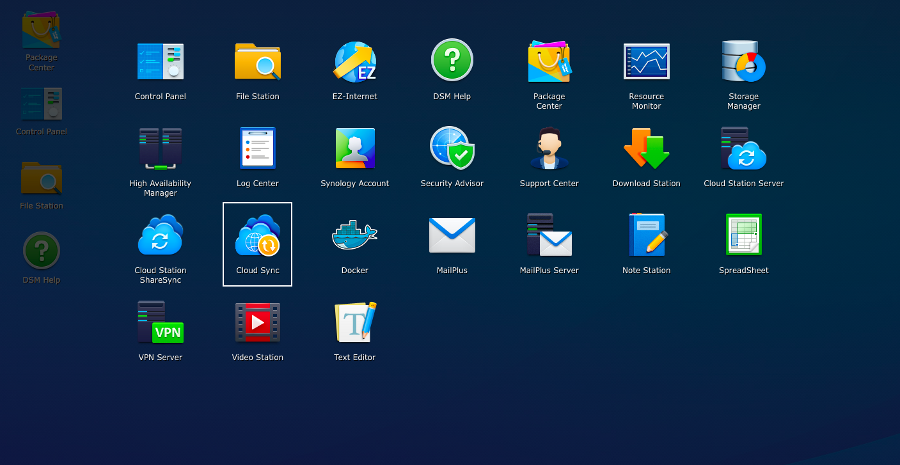 Package
Center
Control Panel
File Station
DSM Help
Control Panel
File Station
EZ
EZ-Internet
?
DSM Help
Package
Center
Resource
Monitor
Storage
Manager
High Availability
Manager
Log Center
Synology Account
Security Advisor
Support Center
Download Station
Cloud Station Server
Cloud Station
ShareSync
Cloud Sync
Docker
MailPlus
MailPlus Server
Note Station
SpreadSheet
VPN
VPN Server
Video Station
T
Text Editor